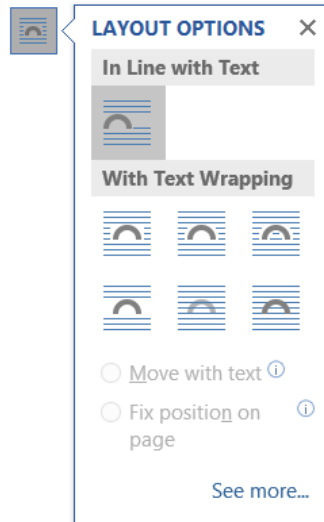 LAYOUT OPTIONS
In Line with Text
With Text Wrapping
Move with text
Fix position on
page
See more...